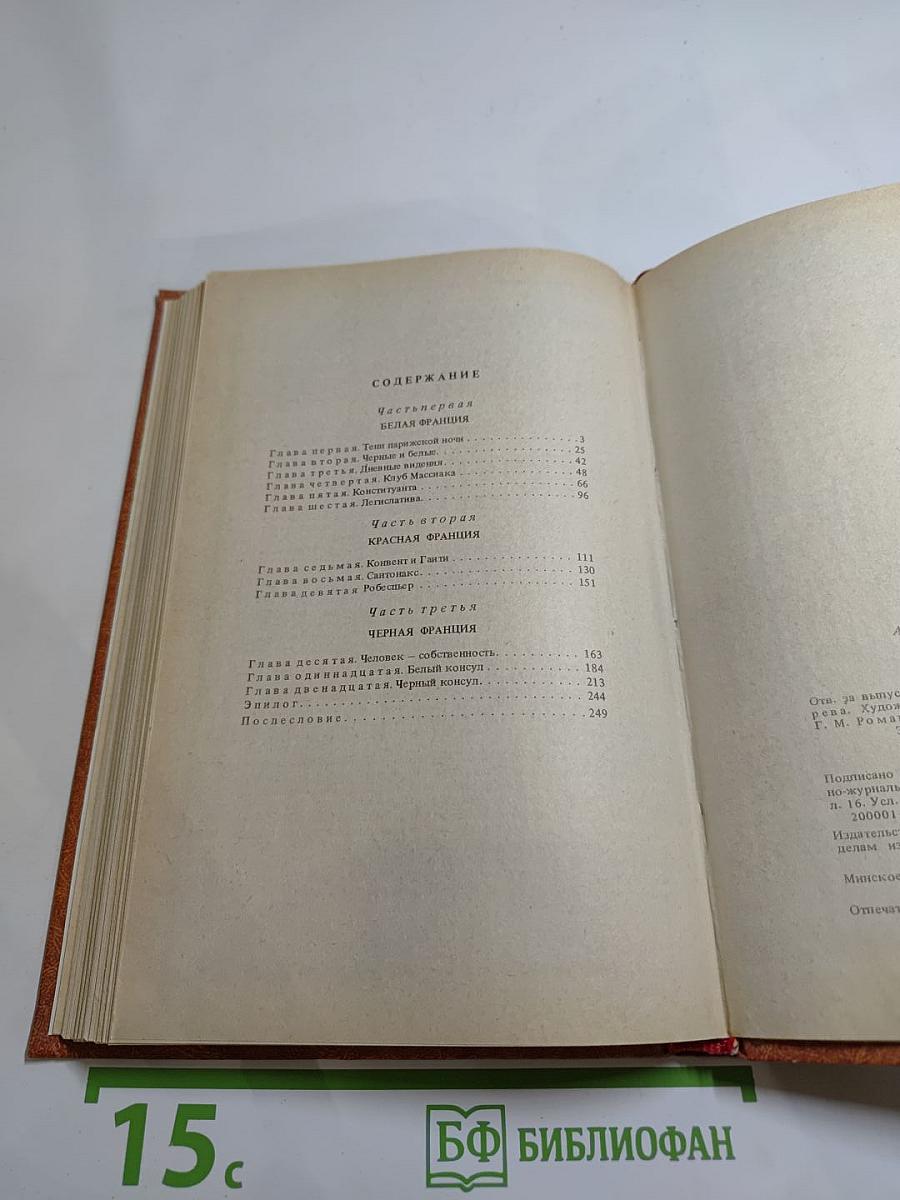 СОДЕРЖАНИЕ
Часть первая
БЕЛАЯ ФРАНЦИЯ
Глава первая. Тени парижской ночи . . . . . . . . . . . . . . . 3
Глава вторая. Черные и белые. . . . . . . . . . . . . . . . . . 25
Глава третья. Дневные видения. . . . . . . . . . . . . . . . . 42
Глава четвертая. Клуб Массиака . . . . . . . . . . . . . . . 48
Глава пятая. Конституанта . . . . . . . . . . . . . . . . . . . . 66
Глава шестая. Легислатива. . . . . . . . . . . . . . . . . . . . 96
Часть вторая
КРАСНАЯ ФРАНЦИЯ
Глава седьмая. Конвент и Гаити . . . . . . . . . . . . . . . 111
Глава восьмая. Сантонакс. . . . . . . . . . . . . . . . . . . 130
Глава девятая Робеспьер . . . . . . . . . . . . . . . . . . . 151
Часть третья
ЧЕРНАЯ ФРАНЦИЯ
Глава десятая. Человек — собственность. . . . . . . . . . 163
Глава одиннадцатая. Белый консул . . . . . . . . . . . . 184
Глава двенадцатая. Черный консул. . . . . . . . . . . . . 213
Эпилог. . . . . . . . . . . . . . . . . . . . . . . . . . . . . . . . 244
Послесловие. . . . . . . . . . . . . . . . . . . . . . . . . . . . 249
Отв. за выпус
рева. Худож
Г. М. Рома
Подписано
но-журналь
л. 16. Усл.
200001
Издательст
делам из
Минское
Отпечат
15 с
БФ БИБЛИОФАН